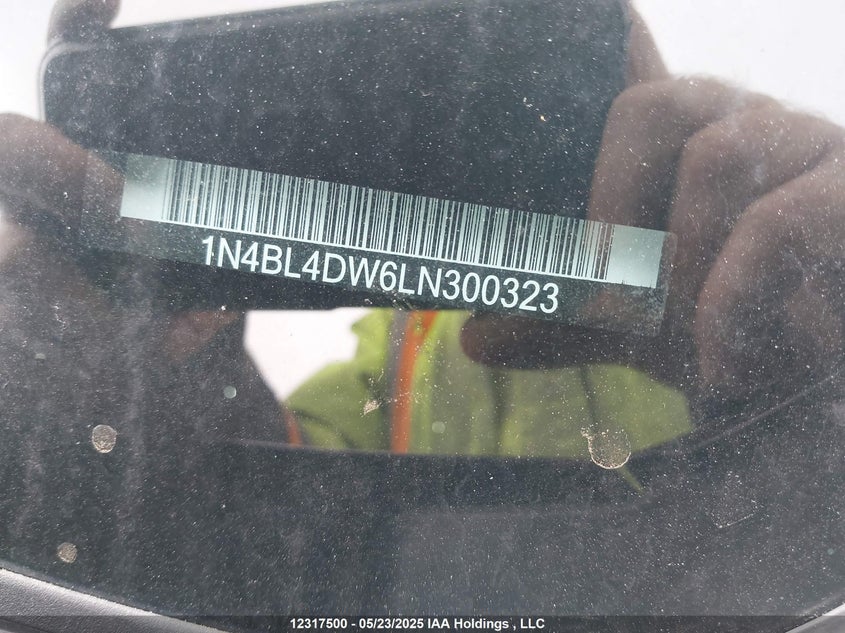 1N4BL4DW6LN300323
12317500 - 05/23/2025 IAA Holdings , LLC